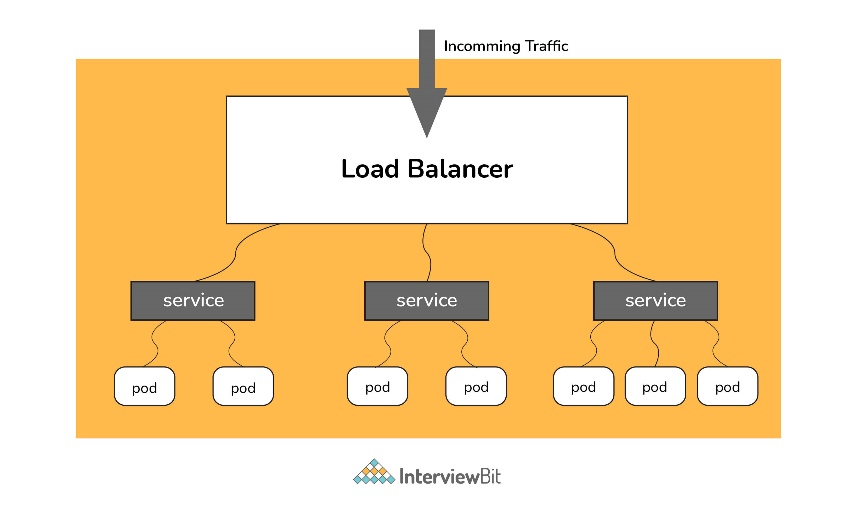 Incomming Traffic
Load Balancer
service
service
service
pod
pod
pod
pod
pod
pod
pod
InterviewBit